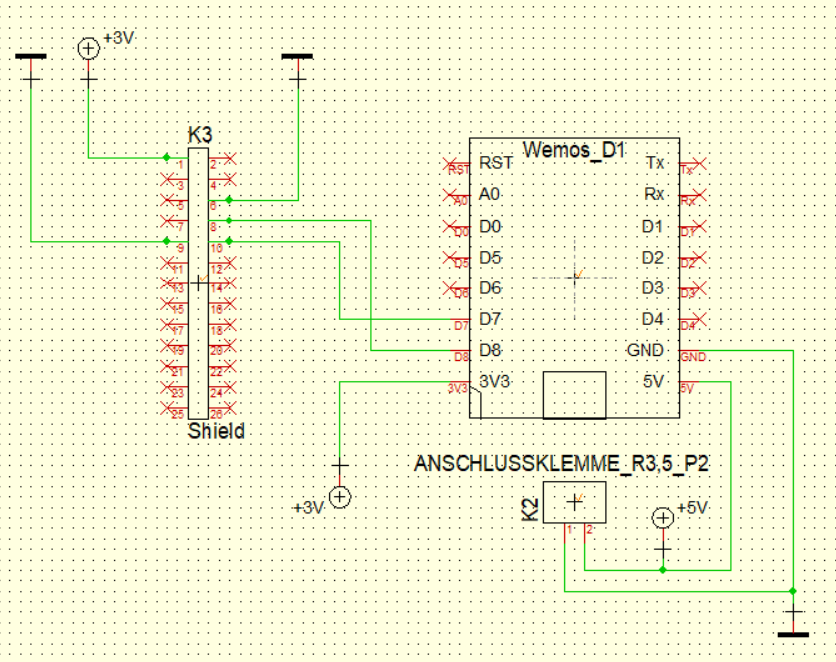 +3V
K3
1 2
3 4
5 6
7 8
9 10
11 12
13 14
15 16
17 18
19 20
21 22
23 24
25 26
Shield
Wemos_D1
RST RST Tx Tx
A0 A0 Rx Rx
D0 D0 D1 D1
D5 D5 D2 D2
D6 D6 D3 D3
D7 D7 D4 D4
D8 D8 GND GND
3V3 3V3 5V 5V
+3V
ANSCHLUSSKLEMME_R3,5_P2
K2
1 2
+5V